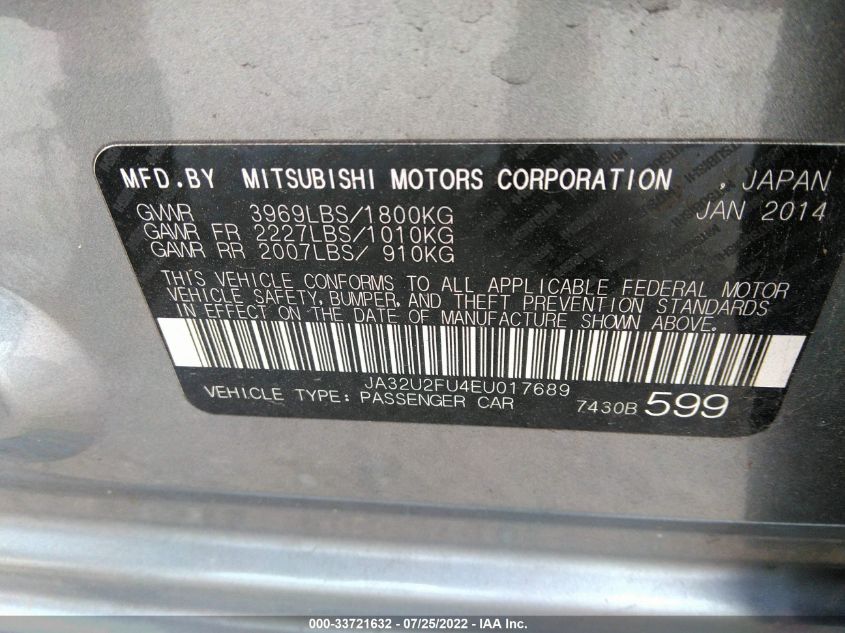 MFD.BY MITSUBISHI MOTORS CORPORATION , JAPAN
GVWR 3969LBS/1800KG JAN 2014
GAWR FR 2227LBS/1010KG
GAWR RR 2007LBS/ 910KG
THIS VEHICLE CONFORMS TO ALL APPLICABLE FEDERAL MOTOR
VEHICLE SAFETY, BUMPER, AND THEFT PREVENTION STANDARDS
IN EFFECT ON THE DATE OF MANUFACTURE SHOWN ABOVE.
JA32U2FU4EU017689
VEHICLE TYPE: PASSENGER CAR 7430B 599
000-33721632 - 07/25/2022 - IAA Inc.